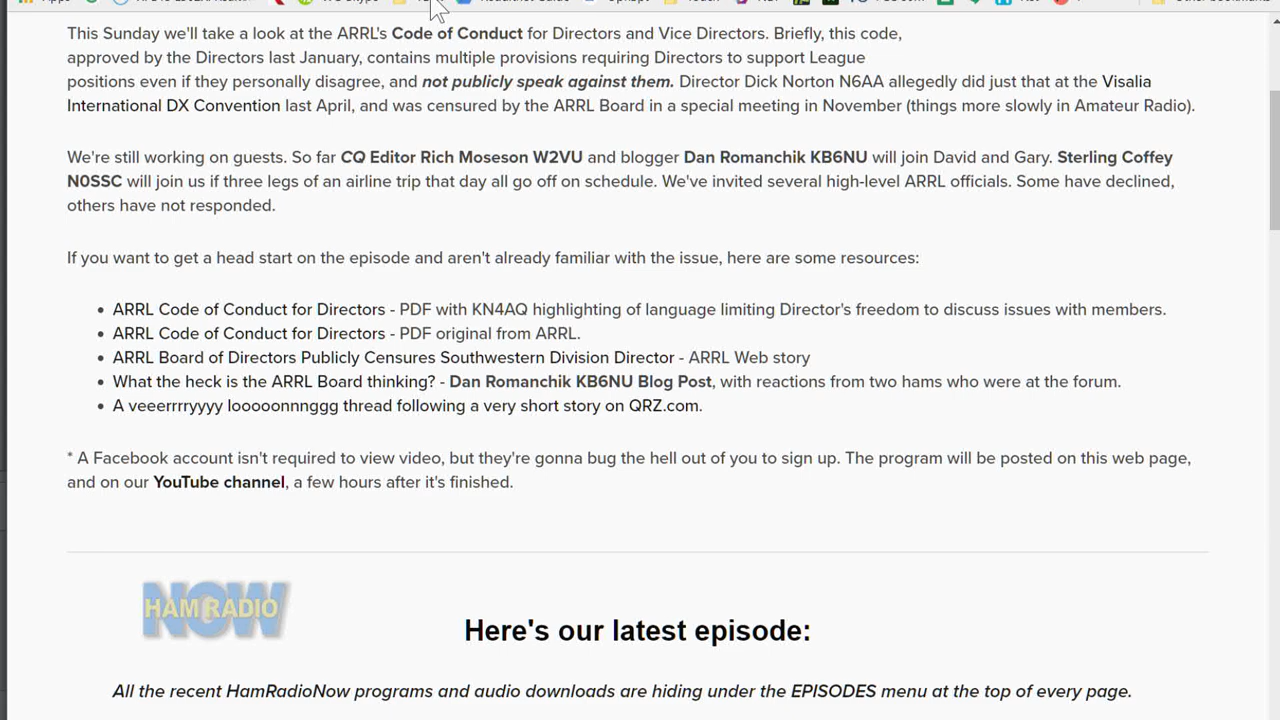 This Sunday we'll take a look at the ARRL's Code of Conduct for Directors and Vice Directors. Briefly, this code,
approved by the Directors last January, contains multiple provisions requiring Directors to support League
positions even if they personally disagree, and not publicly speak against them. Director Dick Norton N6AA allegedly did just that at the Visalia
International DX Convention last April, and was censured by the ARRL Board in a special meeting in November (things more slowly in Amateur Radio).
We're still working on guests. So far CQ Editor Rich Moseson W2VU and blogger Dan Romanchik KB6NU will join David and Gary. Sterling Coffey
N0SSC will join us if three legs of an airline trip that day all go off on schedule. We've invited several high-level ARRL officials. Some have declined,
others have not responded.
If you want to get a head start on the episode and aren't already familiar with the issue, here are some resources:
• ARRL Code of Conduct for Directors - PDF with KN4AQ highlighting of language limiting Director's freedom to discuss issues with members.
• ARRL Code of Conduct for Directors - PDF original from ARRL.
• ARRL Board of Directors Publicly Censures Southwestern Division Director - ARRL Web story
• What the heck is the ARRL Board thinking? - Dan Romanchik KB6NU Blog Post, with reactions from two hams who were at the forum.
• A veeerrrryyyy looooonnnggg thread following a very short story on QRZ.com.
* A Facebook account isn't required to view video, but they're gonna bug the hell out of you to sign up. The program will be posted on this web page,
and on our YouTube channel, a few hours after it's finished.
HAM RADIO NOW
Here's our latest episode:
All the recent HamRadioNow programs and audio downloads are hiding under the EPISODES menu at the top of every page.